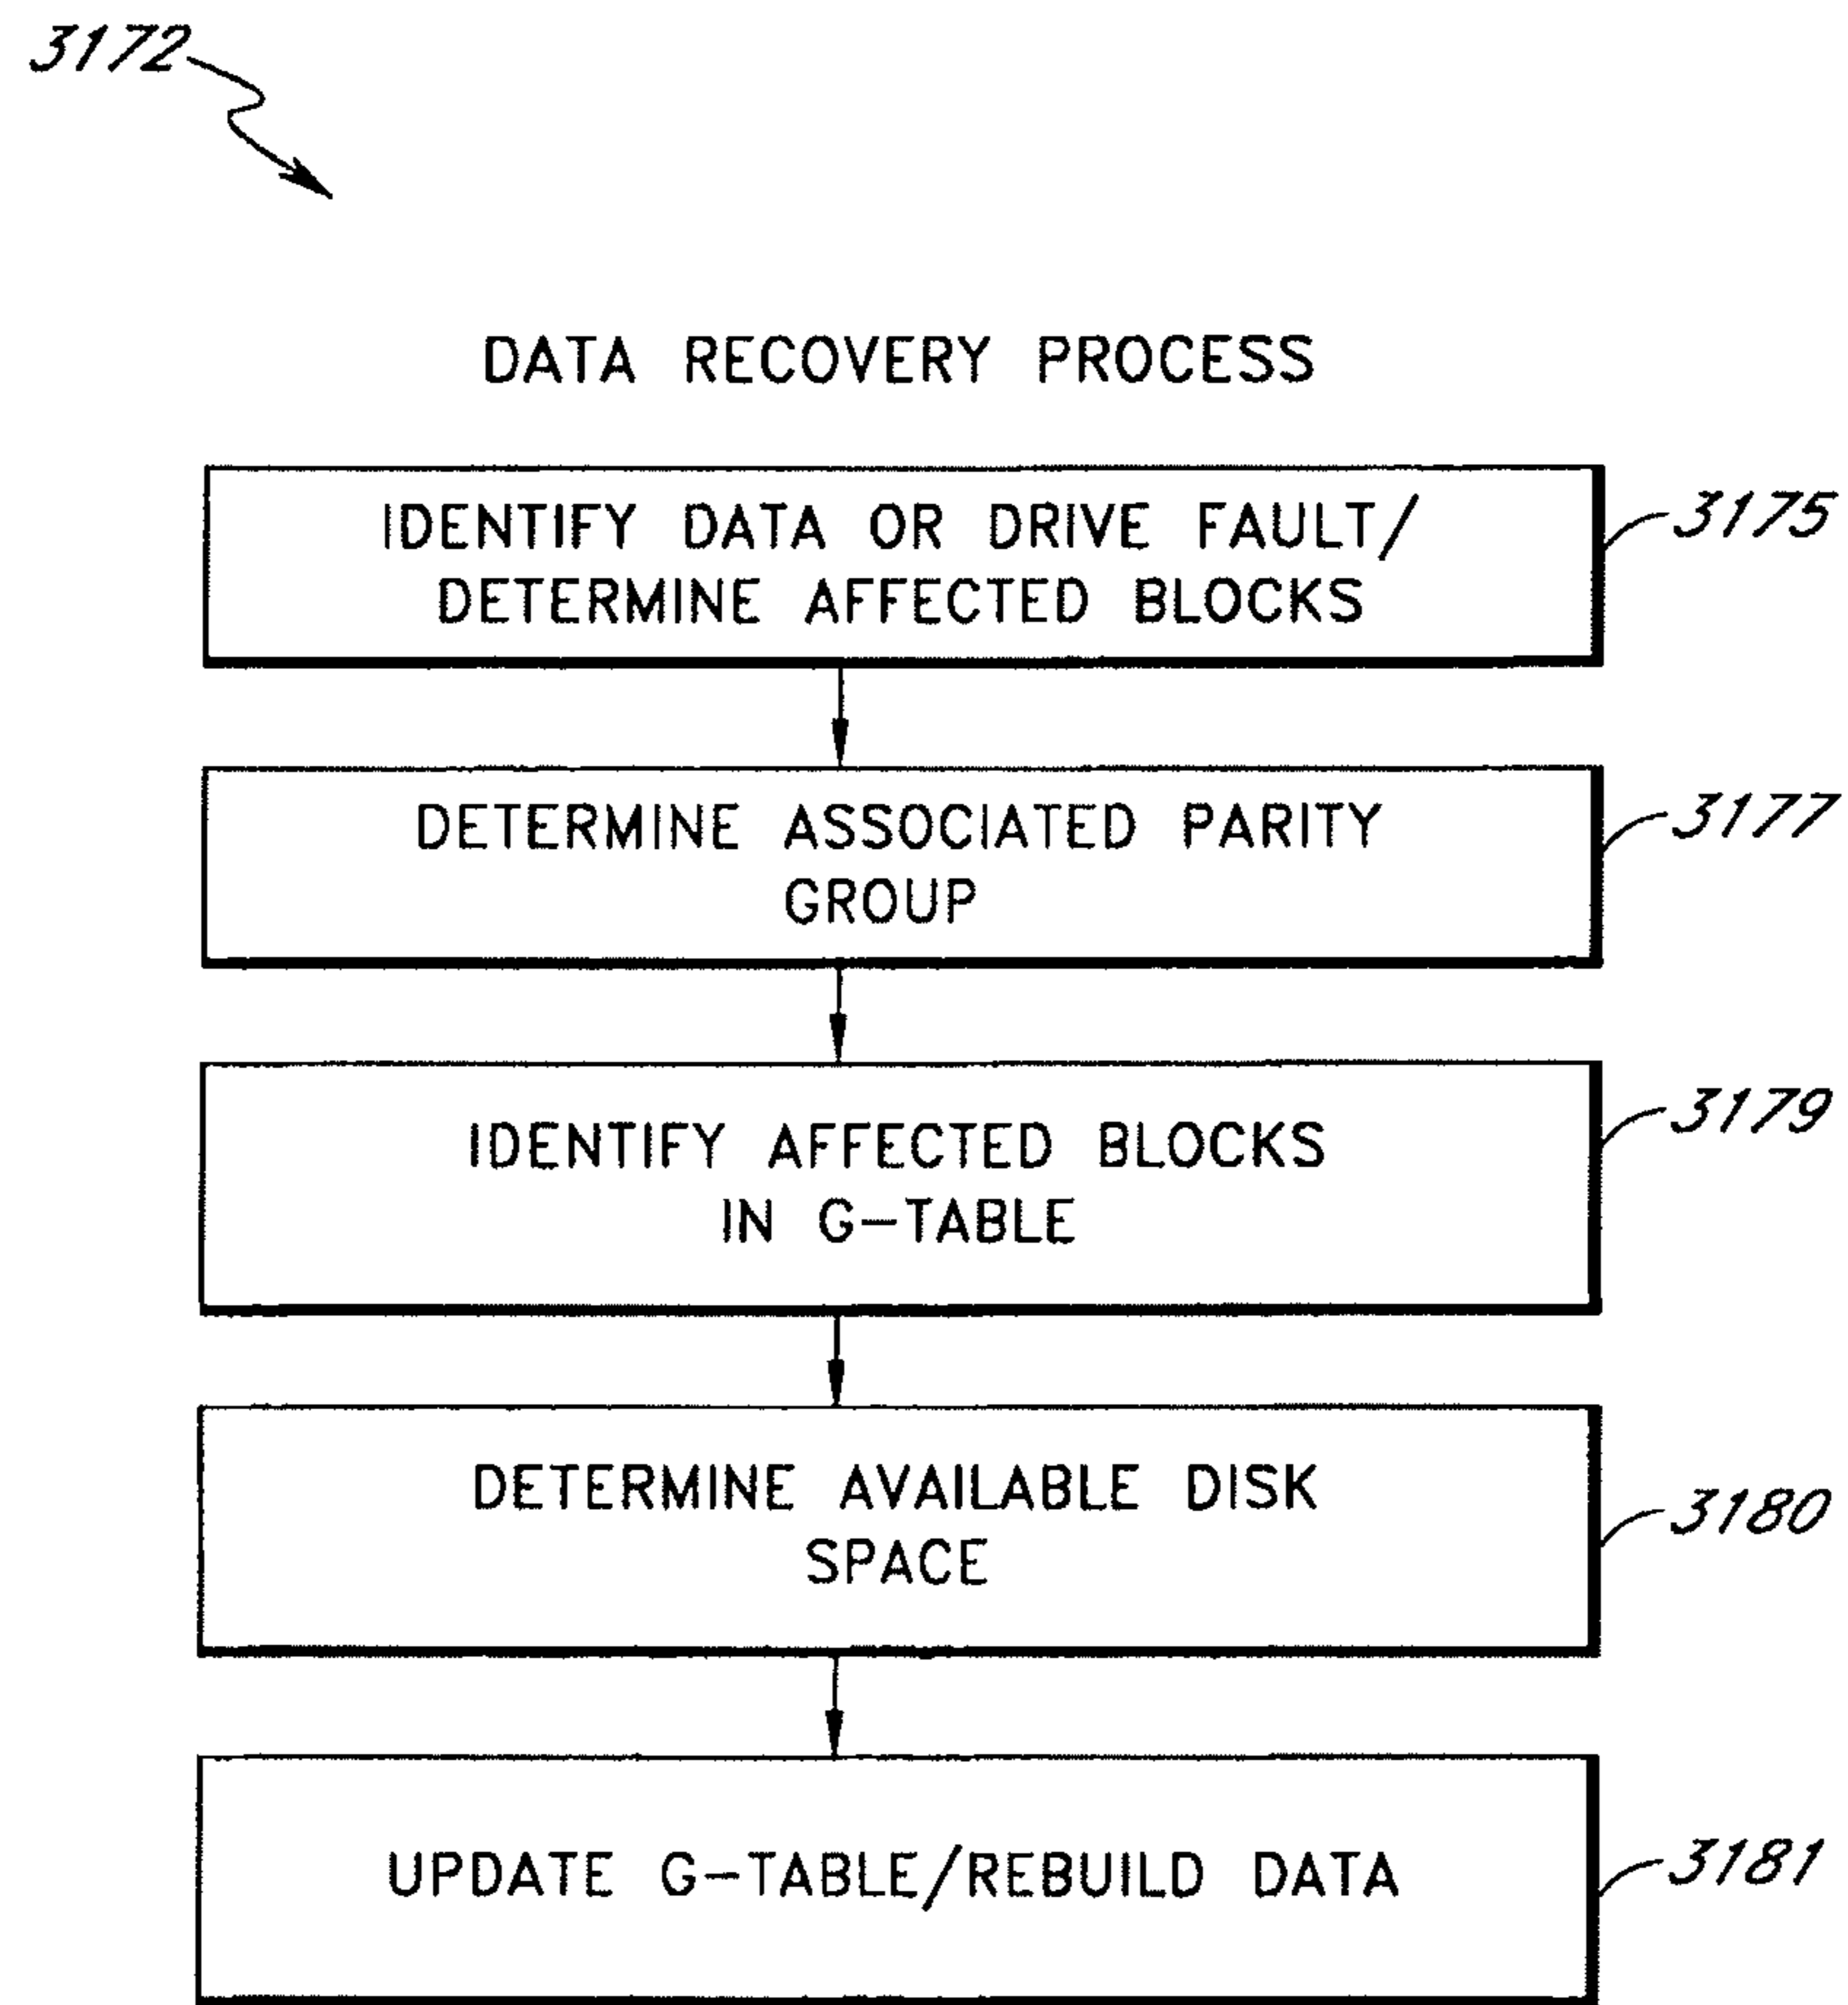 3172
DATA RECOVERY PROCESS
IDENTIFY DATA OR DRIVE FAULT/
DETERMINE AFFECTED BLOCKS
3175
DETERMINE ASSOCIATED PARITY
GROUP
3177
IDENTIFY AFFECTED BLOCKS
IN G-TABLE
3179
DETERMINE AVAILABLE DISK
SPACE
3180
UPDATE G-TABLE/REBUILD DATA
3181